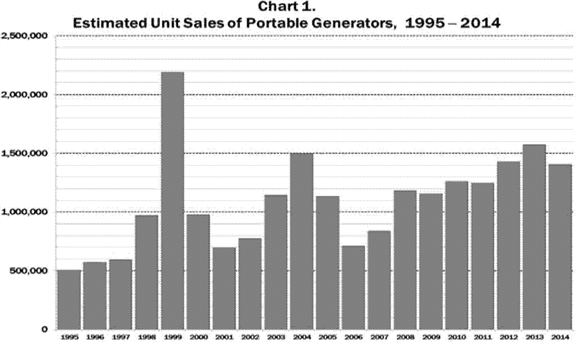 Chart 1.
Estimated Unit Sales of Portable Generators, 1995 – 2014
2,500,000
2,000,000
1,500,000
1,000,000
500,000
0
1995 1996 1997 1998 1999 2000 2001 2002 2003 2004 2005 2006 2007 2008 2009 2010 2011 2012 2013 2014